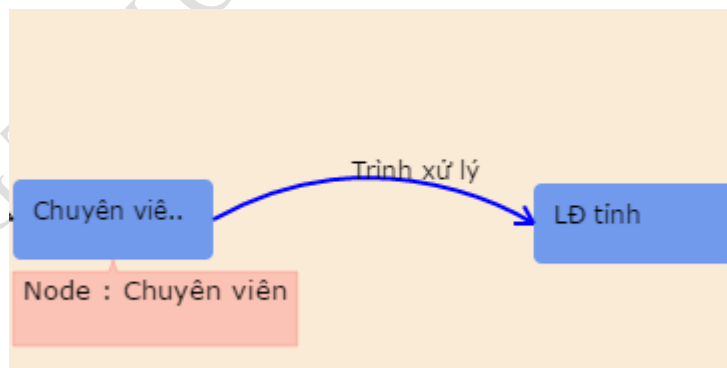 Trình xử lý
Chuyên viê..
LĐ tỉnh
Node : Chuyên viên